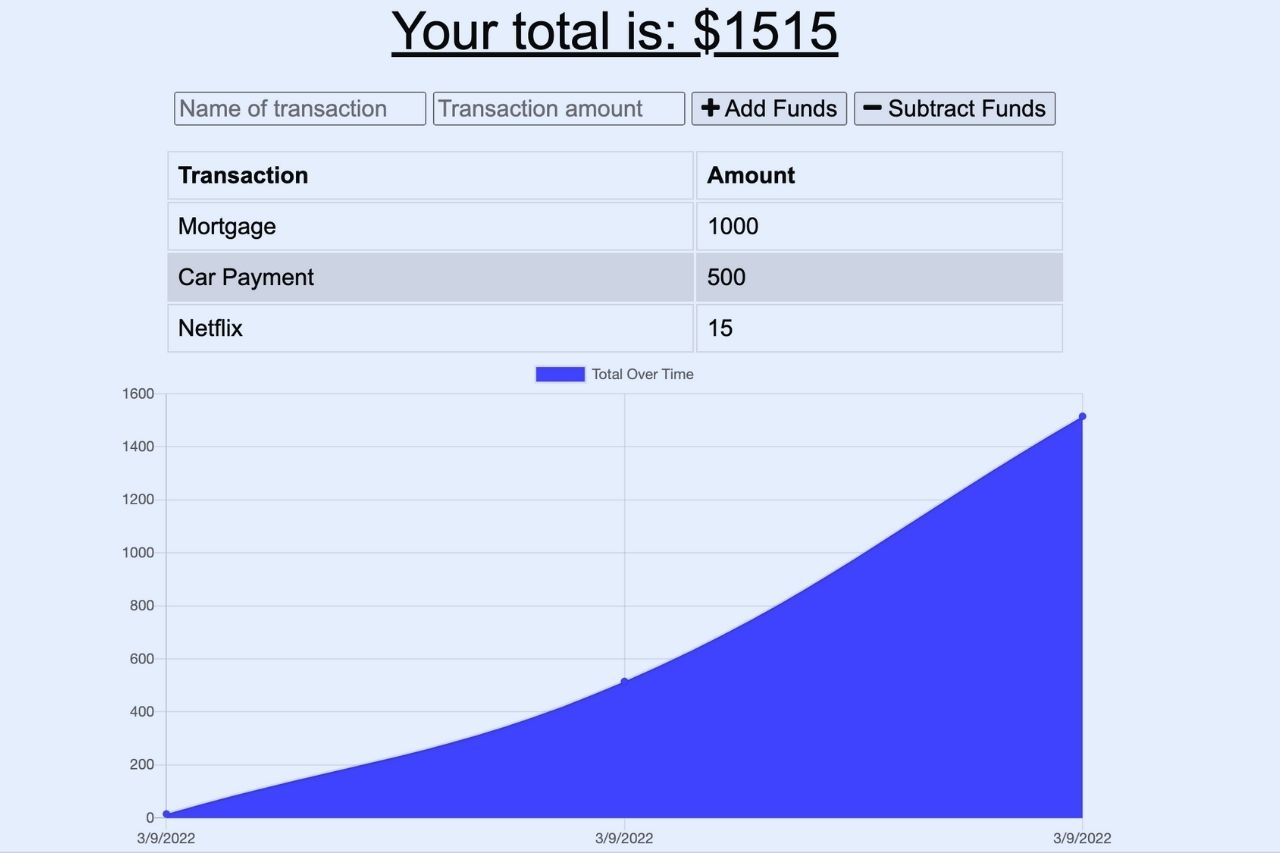 Your total is: $1515
Name of transaction Transaction amount + Add Funds − Subtract Funds
Transaction Amount
Mortgage 1000
Car Payment 500
Netflix 15
Total Over Time
1600
1400
1200
1000
800
600
400
200
0
3/9/2022 3/9/2022 3/9/2022